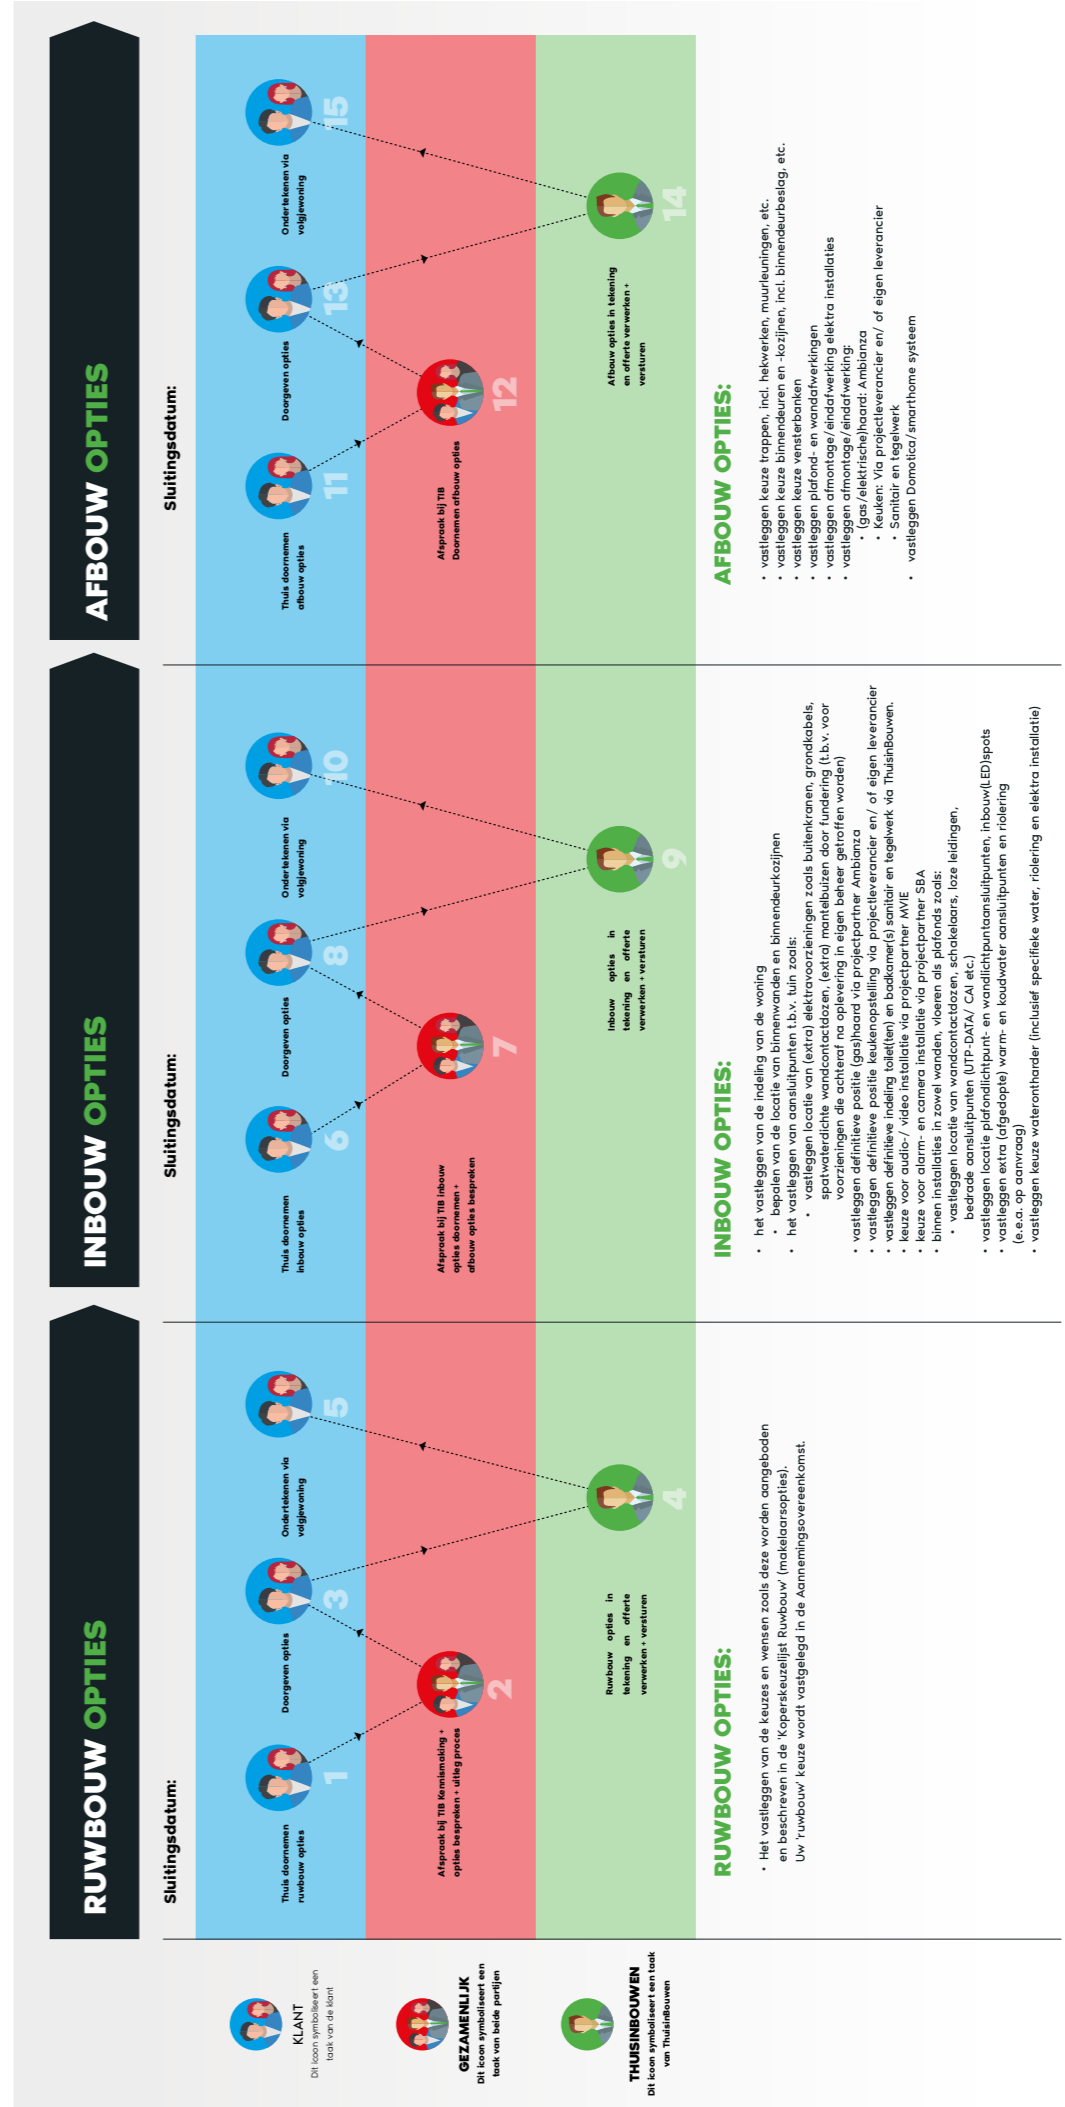 RUWBOUW OPTIES
INBOUW OPTIES
AFBOUW OPTIES
KLANT
Dit icoon symboliseert een
taak van de klant
GEZAMENLIJK
Dit icoon symboliseert een
taak van beide partijen
THUISINBOUWEN
Dit icoon symboliseert een taak
van ThuisinBouwen
Sluitingsdatum:
Thuis doornemen
ruwbouw opties
1
Afspraak bij TIB Kennismaking +
opties bespreken + uitleg proces
2
Doorgeven opties
3
Ruwbouw opties in
tekening en offerte
verwerken + versturen
4
Ondertekenen via
volgjewoning
5
Sluitingsdatum:
Thuis doornemen
inbouw opties
6
Afspraak bij TIB inbouw
opties doornemen +
afbouw opties bespreken
7
Doorgeven opties
8
Inbouw opties in
tekening en offerte
verwerken + versturen
9
Ondertekenen via
volgjewoning
10
Sluitingsdatum:
Thuis doornemen
afbouw opties
11
Afspraak bij TIB
Doornemen afbouw opties
12
Doorgeven opties
13
Afbouw opties in tekening
en offerte verwerken +
versturen
14
Ondertekenen via
volgjewoning
15
RUWBOUW OPTIES:
• Het vastleggen van de keuzes en wensen zoals deze worden aangeboden
en beschreven in de 'Koperskeuzelijst Ruwbouw' (makelaarsopties).
Uw 'ruwbouw' keuze wordt vastgelegd in de Aannemingsovereenkomst.
INBOUW OPTIES:
• het vastleggen van de indeling van de woning
• bepalen van de locatie van binnenwanden en binnendeurkozijnen
• het vastleggen van aansluitpunten t.b.v. tuin zoals:
• vastleggen locatie van (extra) elektravoorzieningen zoals buitenkranen, grondkabels,
spatwaterdichte wandcontactdozen, (extra) mantelbuizen door fundering (t.b.v. voor
voorzieningen die achteraf na oplevering in eigen beheer getroffen worden)
• vastleggen definitieve positie (gas)haard via projectpartner Ambianza
• vastleggen definitieve positie keukenopstelling via projectleverancier en/ of eigen leverancier
• vastleggen definitieve indeling toilet(ten) en badkamer(s) sanitair en tegelwerk via ThuisinBouwen.
• keuze voor audio-/ video installatie via projectpartner MVIE
• keuze voor alarm- en camera installatie via projectpartner SBA
• binnen installaties in zowel wanden, vloeren als plafonds zoals:
• vastleggen locatie van wandcontactdozen, schakelaars, loze leidingen,
bedrade aansluitpunten (UTP-DATA/ CAI etc.)
• vastleggen locatie plafondlichtpunt- en wandlichtpuntaansluitpunten, inbouw(LED)spots
• vastleggen extra (afgedopte) warm- en koudwater aansluitpunten en riolering
(e.e.a. op aanvraag)
• vastleggen keuze waterontharder (inclusief specifieke water, riolering en elektra installatie)
AFBOUW OPTIES:
• vastleggen keuze trappen, incl. hekwerken, muurleuningen, etc.
• vastleggen keuze binnendeuren en -kozijnen, incl. binnendeurbeslag, etc.
• vastleggen keuze vensterbanken
• vastleggen plafond- en wandafwerkingen
• vastleggen afmontage/eindafwerking elektra installaties
• vastleggen afmontage/eindafwerking:
• (gas/elektrische)haard: Ambianza
• Keuken: Via projectleverancier en/ of eigen leverancier
• Sanitair en tegelwerk
• vastleggen Domotica/smarthome systeem